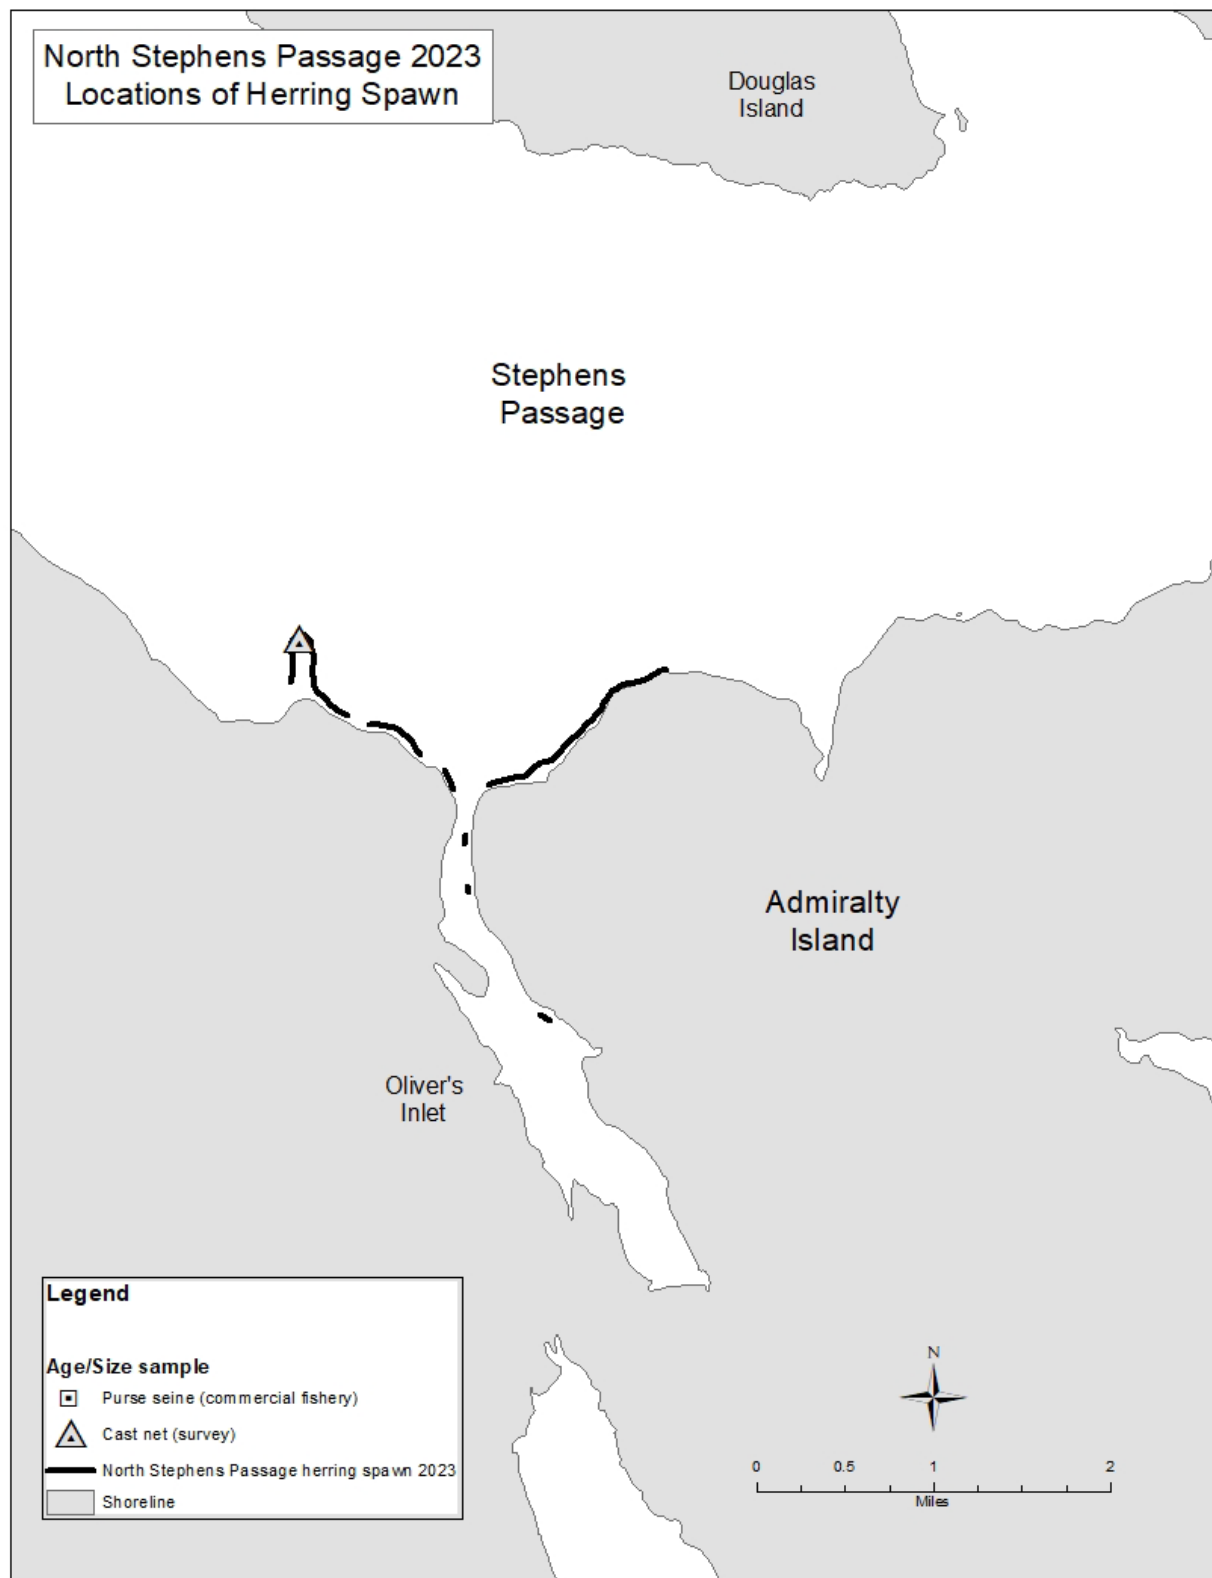 North Stephens Passage 2023
Locations of Herring Spawn
Douglas
Island
Stephens
Passage
Admiralty
Island
Oliver's
Inlet
Legend
Age/Size sample
Purse seine (commercial fishery)
Cast net (survey)
North Stephens Passage herring spawn 2023
Shoreline
N
0 0.5 1 2
Miles